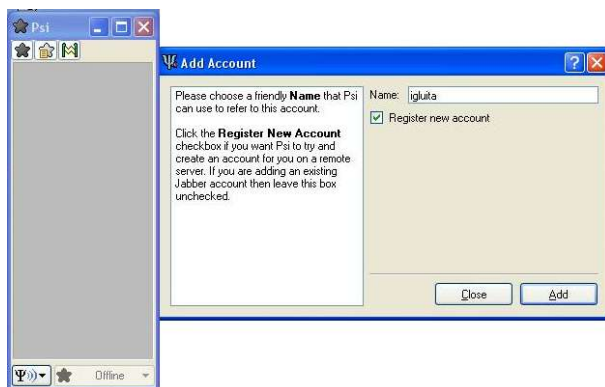 Psi
Offline
Add Account
Please choose a friendly Name that Psi
can use to refer to this account.
Click the Register New Account
checkbox if you want Psi to try and
create an account for you on a remote
server. If you are adding an existing
Jabber account then leave this box
unchecked.
Name: igluita
Register new account
Close Add